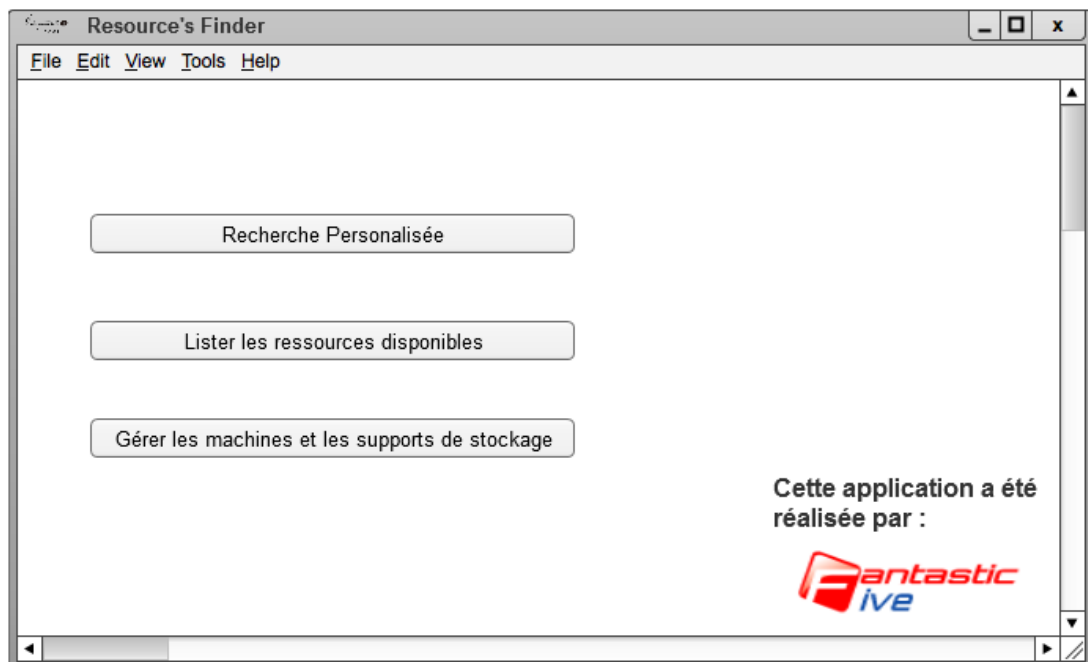 Resource's Finder
x
File Edit View Tools Help
Recherche Personalisée
Lister les ressources disponibles
Gérer les machines et les supports de stockage
Cette application a été
réalisée par :
Fantastic
Five